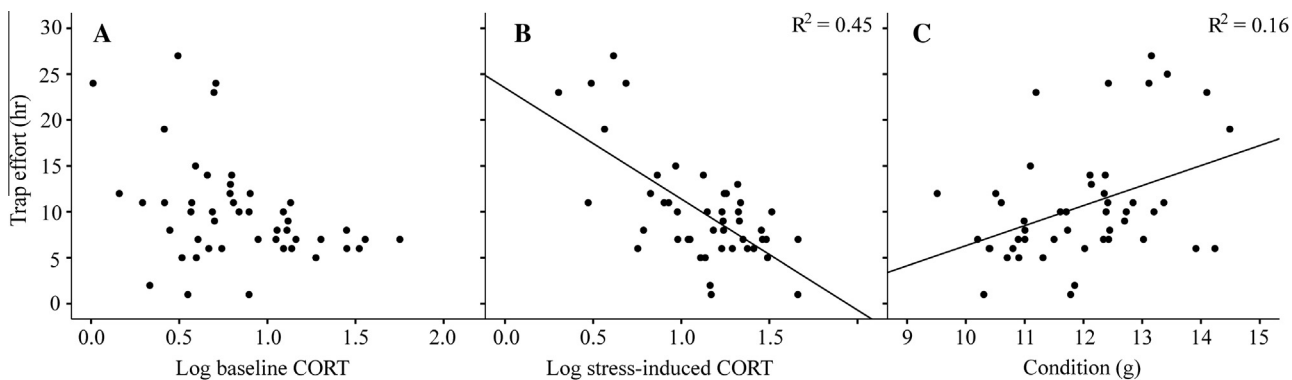 A
B
R² = 0.45
C
R² = 0.16
Trap effort (hr)
30
25
20
15
10
5
0
0.0 0.5 1.0 1.5 2.0
0.0 0.5 1.0 1.5
9 10 11 12 13 14 15
Log baseline CORT
Log stress-induced CORT
Condition (g)